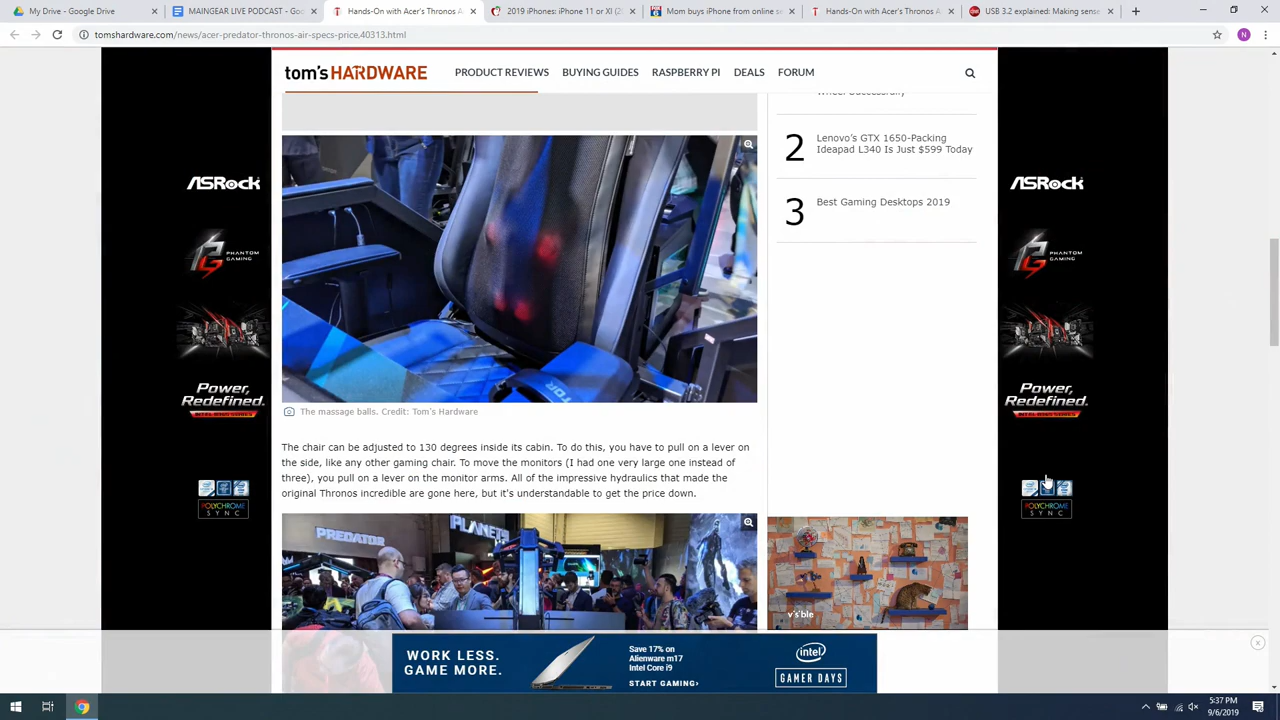 My Drive - Google Drive
MAINGEAR LIVE PODCAST - Goo
Hands-On with Acer's Thronos A
2019 iPhones: iPhone 11 or XI (20
Mom buys iPhone from online s
Hands-On with Acer's Thronos A
USB 3.2 explained: Making sense
tomshardware.com/news/acer-predator-thronos-air-specs-price,40313.html
N
tom's HARDWARE
PRODUCT REVIEWS
BUYING GUIDES
RASPBERRY PI
DEALS
FORUM
Wheel Successfully
2
Lenovo's GTX 1650-Packing
Ideapad L340 Is Just $599 Today
3
Best Gaming Desktops 2019
ASRock
PHANTOM
GAMING
Power,
Redefined.
POLYCHROME
SYNC
ASRock
PHANTOM
GAMING
Power,
Redefined.
POLYCHROME
SYNC
The massage balls. Credit: Tom's Hardware
The chair can be adjusted to 130 degrees inside its cabin. To do this, you have to pull on a lever on
the side, like any other gaming chair. To move the monitors (I had one very large one instead of
three), you pull on a lever on the monitor arms. All of the impressive hydraulics that made the
original Thronos incredible are gone here, but it's understandable to get the price down.
PREDATOR
PLANET
visible
WORK LESS.
GAME MORE.
Save 17% on
Alienware m17
Intel Core i9
START GAMING›
intel
GAMER DAYS
5:37 PM
9/6/2019